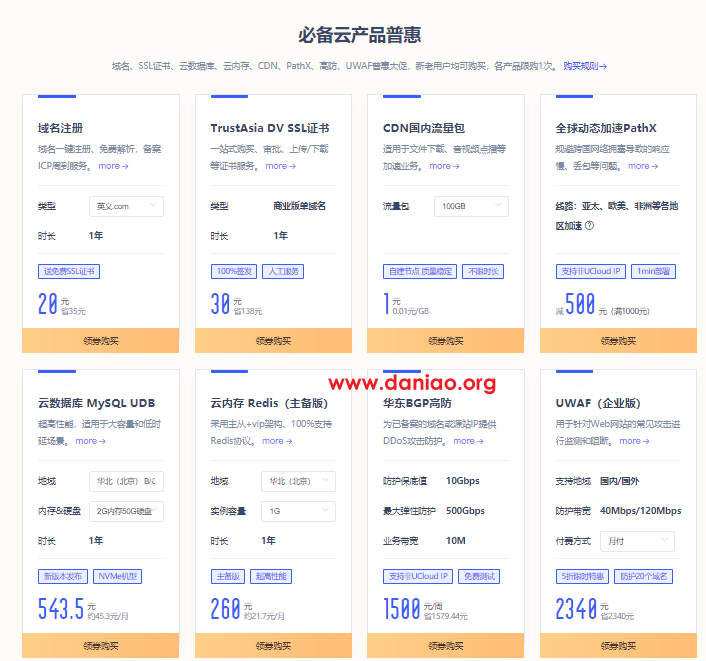 必备云产品普惠
域名、SSL证书、云数据库、云内存、CDN、PathX、高防、UWAF普惠大促，新老用户均可购买，各产品限购1次。 购买规则→
域名注册
域名一键注册、免费解析，备案
ICP周到服务。 more→
类型 英文.com
时长 1年
送免费SSL证书
20 元
省35元
领券购买
TrustAsia DV SSL证书
一站式购买、审批、上传/下载
等证书服务。 more→
类型 商业版单域名
时长 1年
100%签发 人工服务
30 元
省138元
领券购买
CDN国内流量包
适用于文件下载、音视频点播等
加速业务。 more→
流量包 100GB
自建节点 质量稳定 不限时长
1 元
0.01元/GB
领券购买
全球动态加速PathX
规避跨国网络拥塞导致的响应
慢、丢包等问题。 more→
线路：亚太、欧美、非洲等各地
区加速
支持非UCloud IP 1min部署
减 500 元（满1000元）
领券购买
www.daniao.org
云数据库 MySQL UDB
超高性能，适用于大容量和低时
延场景。 more→
地域 华北（北京）B/C
内存&硬盘 2G内存50G硬盘
时长 1年
新版本发布 NVMe机型
543.5 元
约45.3元/月
领券购买
云内存 Redis（主备版）
采用主从+vip架构、100%支持
Redis协议。 more→
地域 华北（北京）
实例容量 1G
时长 1年
主备版 超高性能
260 元
约21.7元/月
领券购买
华东BGP高防
为已备案的域名或源站IP提供
DDoS攻击防护。 more→
防护保底值 10Gbps
最大弹性防护 500Gbps
业务带宽 10M
支持非UCloud IP 免费测试
1500 元/周
省1579.44元
领券购买
UWAF（企业版）
用于针对Web网站的常见攻击进
行监测和阻断。 more→
支持地域 国内/国外
防护带宽 40Mbps/120Mbps
付费方式 月付
5折限时特惠 防护20个域名
2340 元
省2340元
领券购买